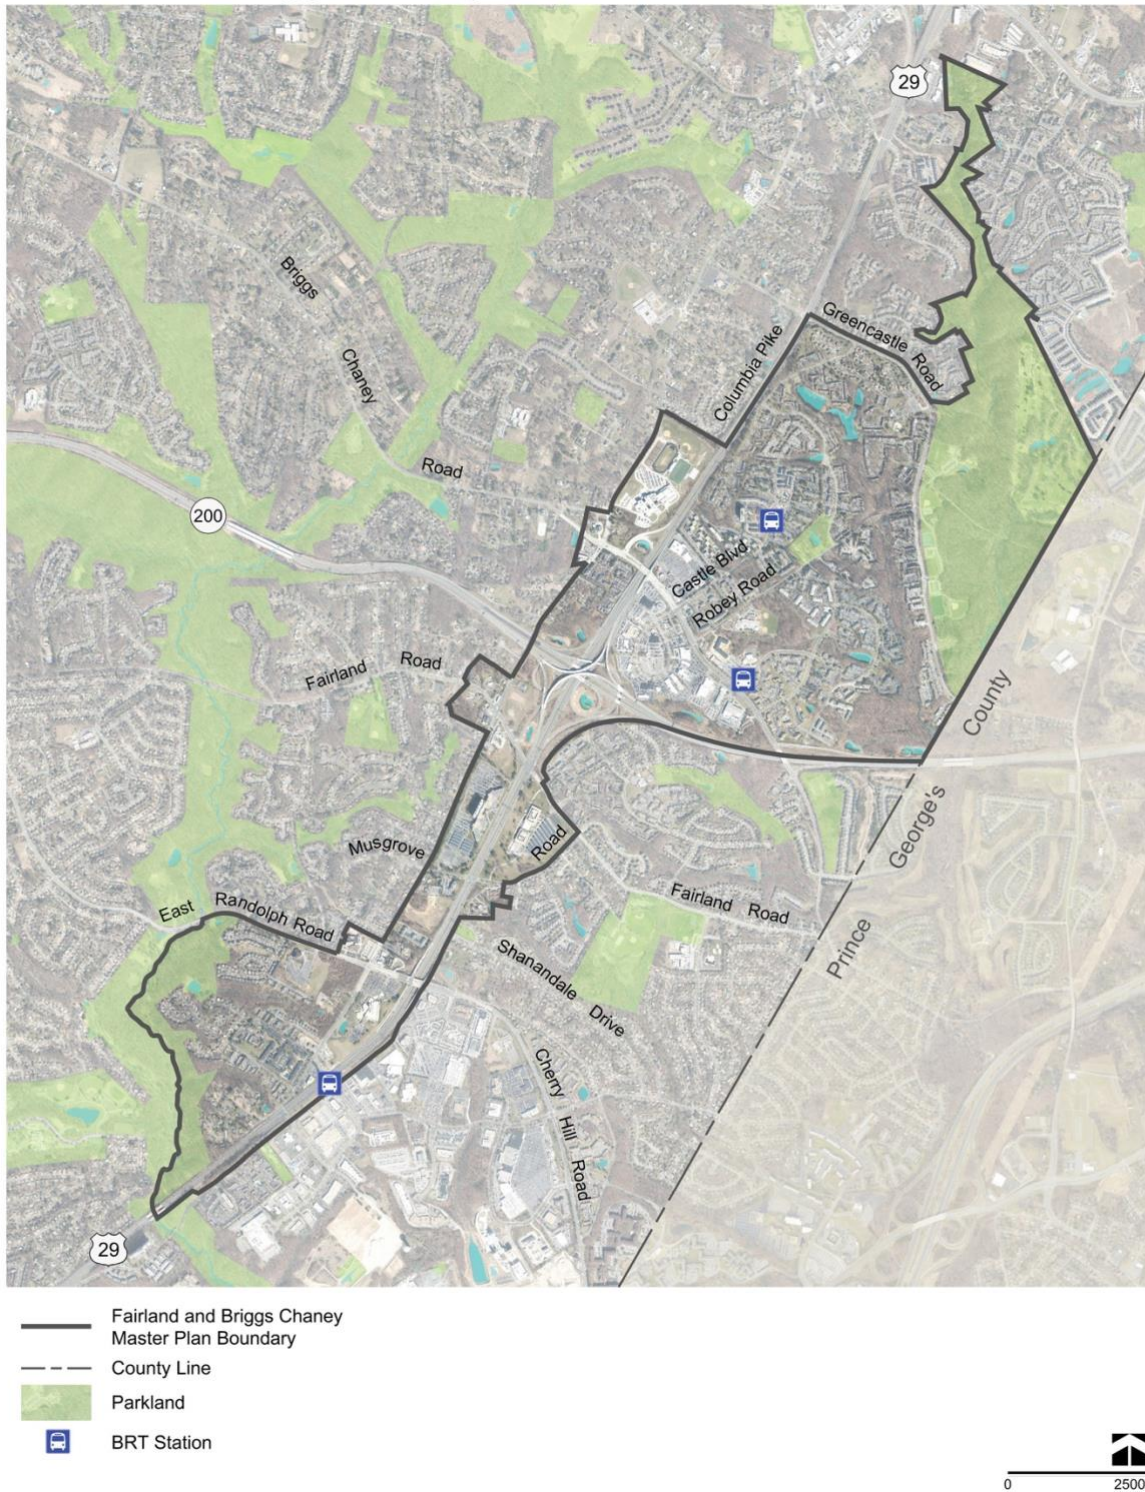 29
Greencastle
Road
Columbia Pike
Briggs
Chaney
Road
200
Castle Blvd
Robey Road
Fairland Road
County
George's
Prince
Musgrove
Road
East Randolph Road
Fairland Road
Shanandale Drive
Cherry
Hill
Road
29
Fairland and Briggs Chaney
Master Plan Boundary
County Line
Parkland
BRT Station
0 2500